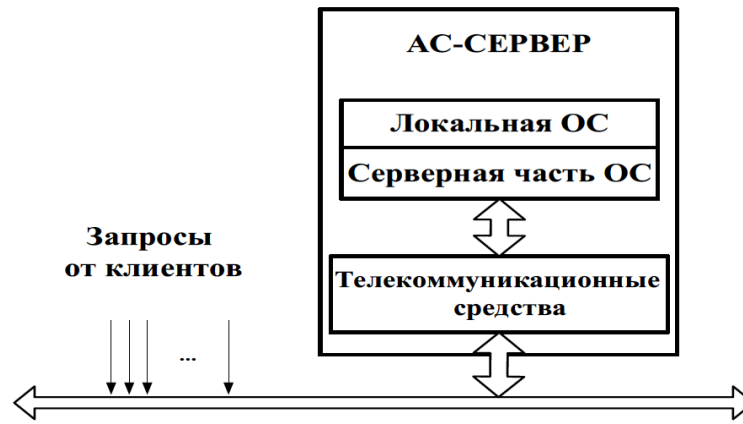 АС-СЕРВЕР
Локальная ОС
Серверная часть ОС
Запросы
от клиентов
Телекоммуникационные
средства
...